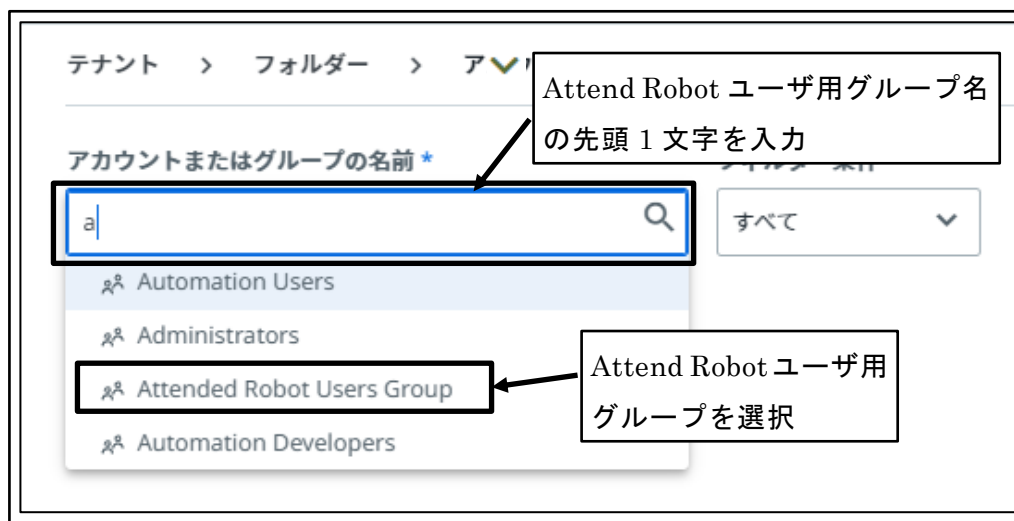 テナント > フォルダー >
Attend Robot ユーザ用グループ名
の先頭 1 文字を入力
アカウントまたはグループの名前 *
a
すべて
Automation Users
Administrators
Attended Robot Users Group
Automation Developers
Attend Robot ユーザ用
グループを選択